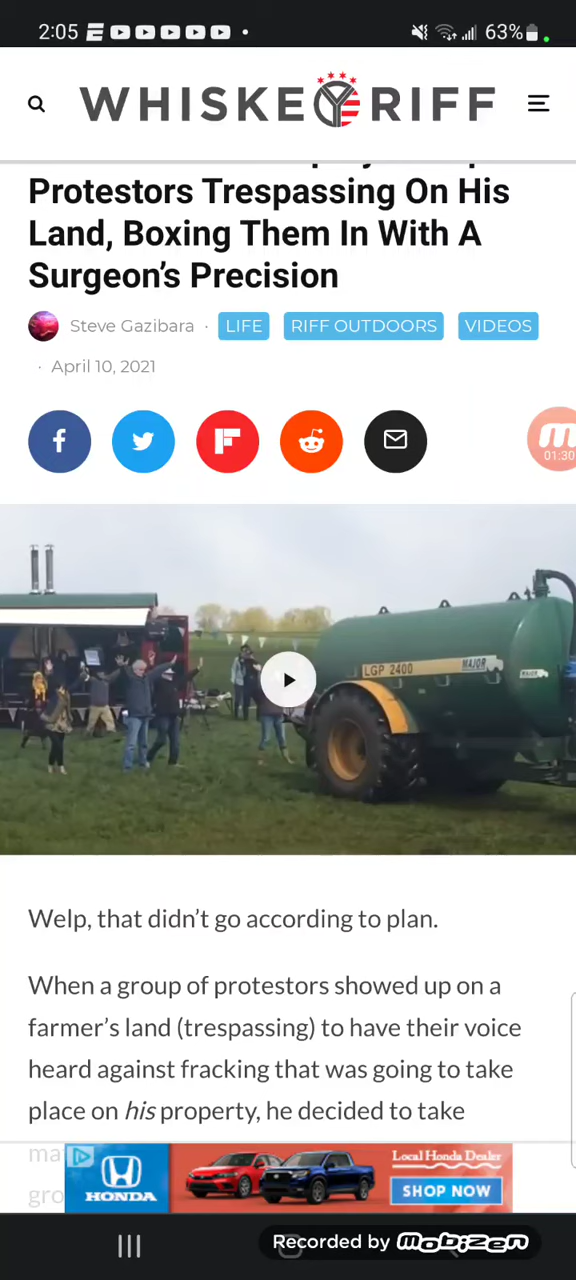 2:05
63%
WHISKEY RIFF
Protestors Trespassing On His
Land, Boxing Them In With A
Surgeon's Precision
Steve Gazibara · LIFE RIFF OUTDOORS VIDEOS
· April 10, 2021
01:30
LGP 2400 MAJOR
Welp, that didn't go according to plan.
When a group of protestors showed up on a
farmer's land (trespassing) to have their voice
heard against fracking that was going to take
place on his property, he decided to take
HONDA
Local Honda Dealer
SHOP NOW
Recorded by mobizen